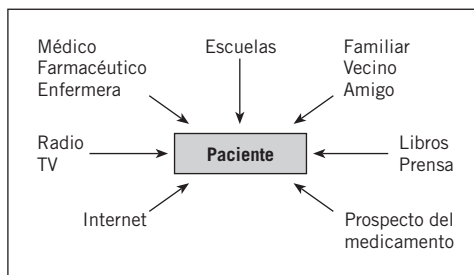 Médico
Farmacéutico
Enfermera
Escuelas
Familiar
Vecino
Amigo
Radio
TV
Paciente
Libros
Prensa
Internet
Prospecto del
medicamento